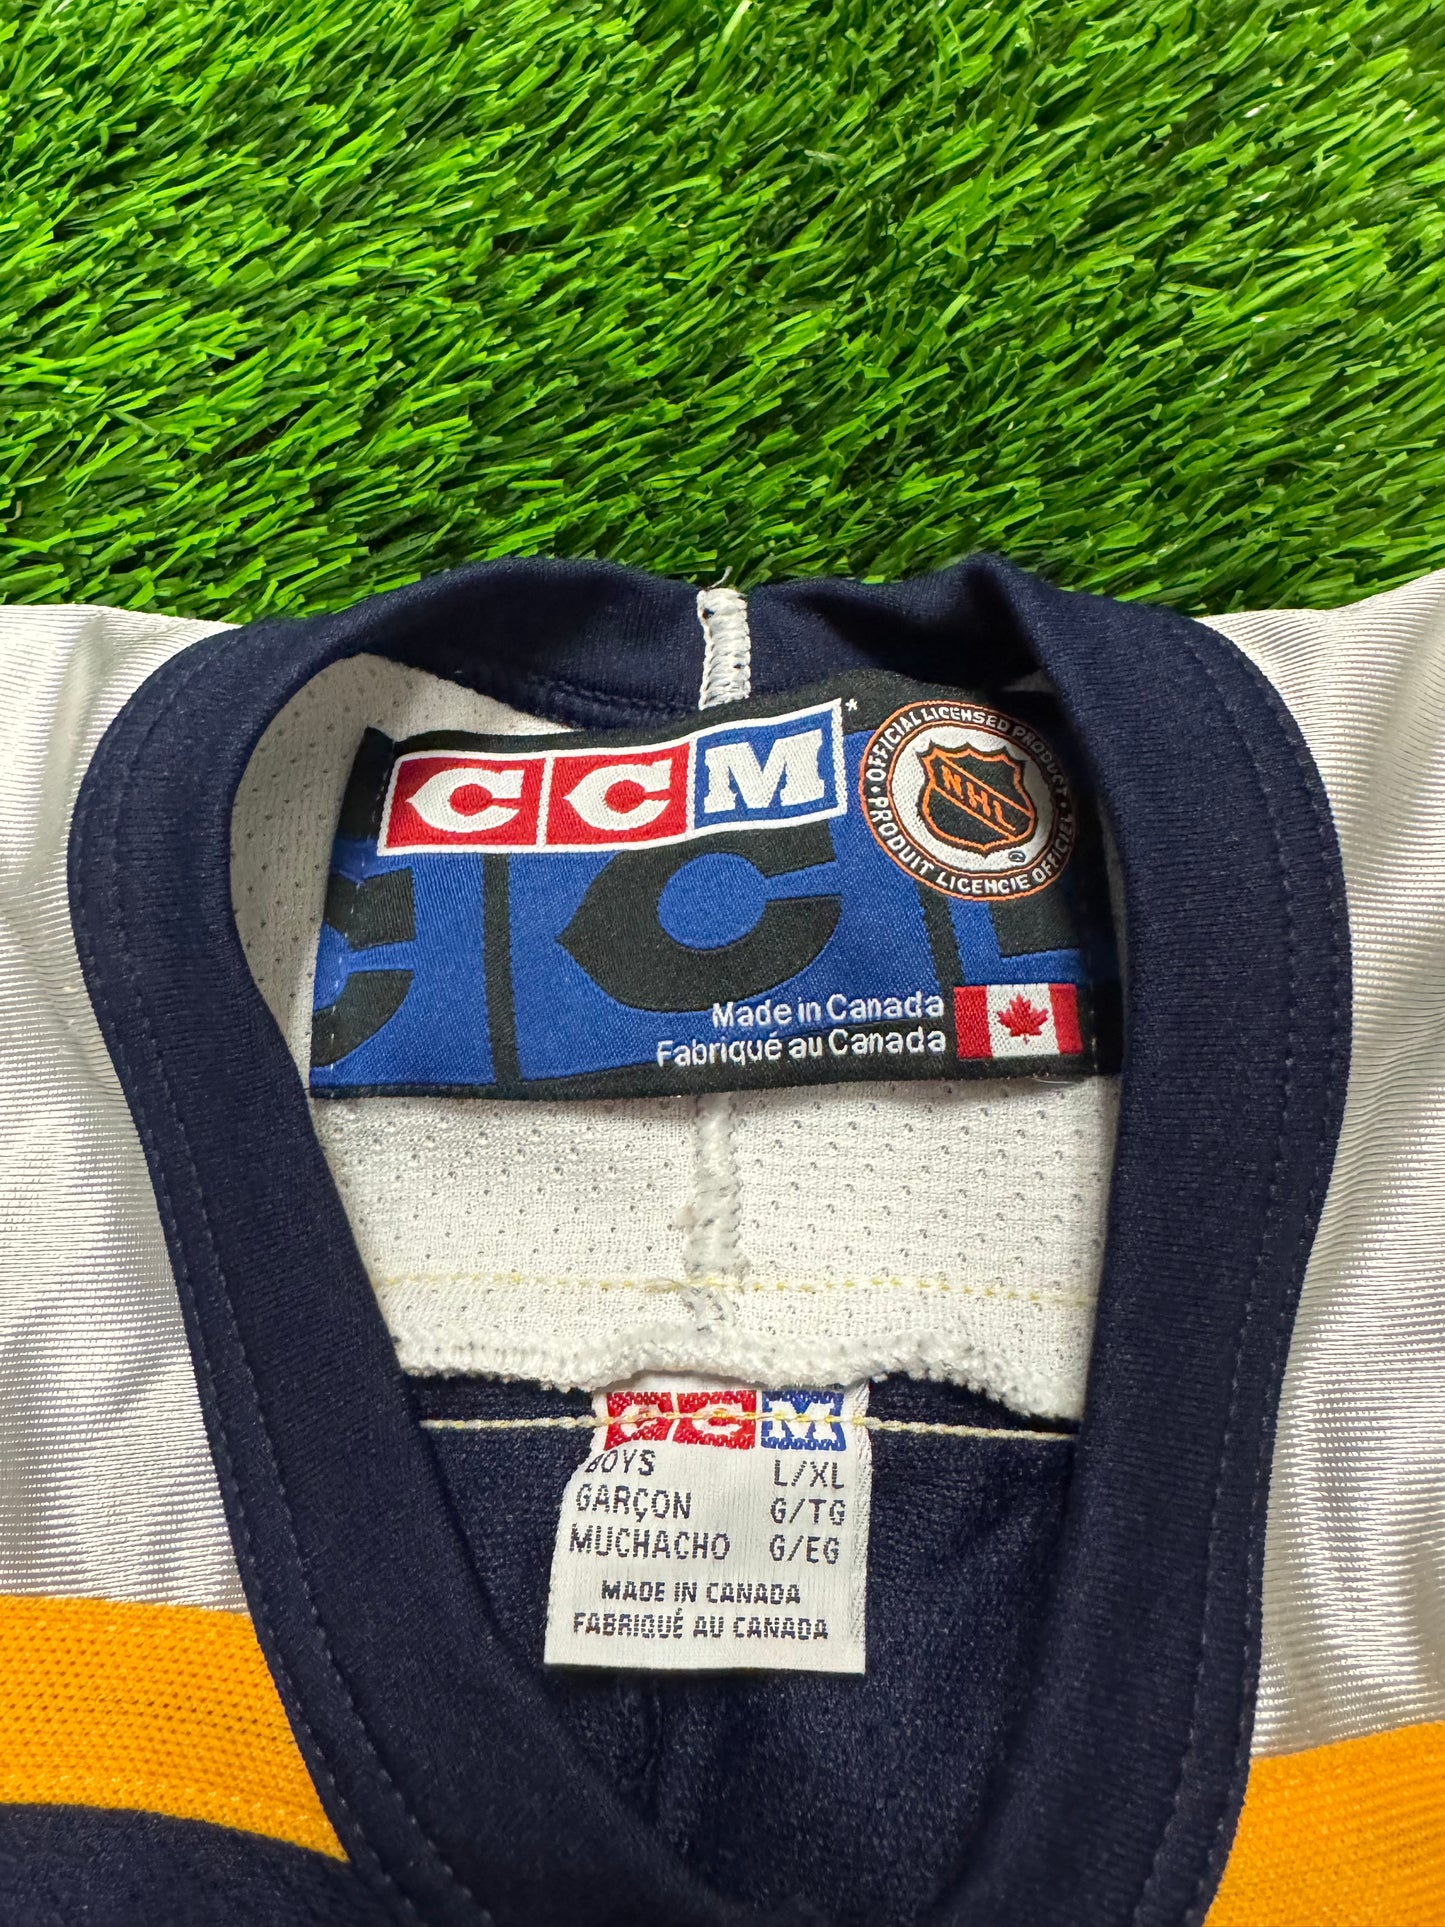 CCM
OFFICIAL LICENSED PRODUCT
NHL
PRODUIT LICENCIE OFFICIEL
Made in Canada
Fabriqué au Canada
CCM
BOYS L/XL
GARÇON G/TG
MUCHACHO G/EG
MADE IN CANADA
FABRIQUÉ AU CANADA